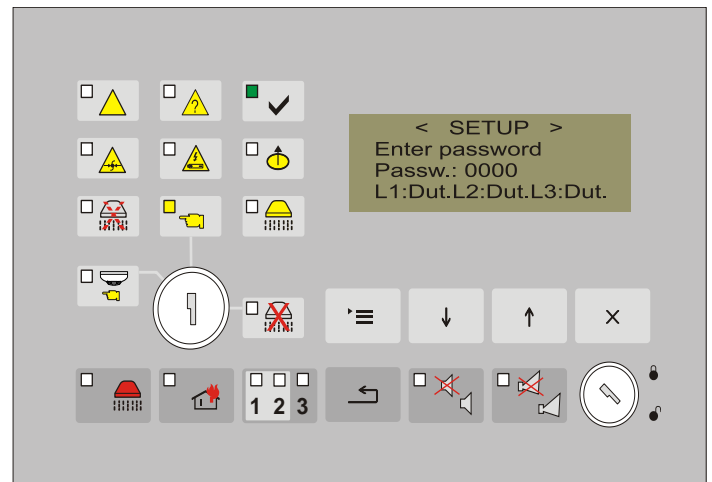 ?
< SETUP >
Enter password
Passw.: 0000
L1:Dut.L2:Dut.L3:Dut.
1 2 3